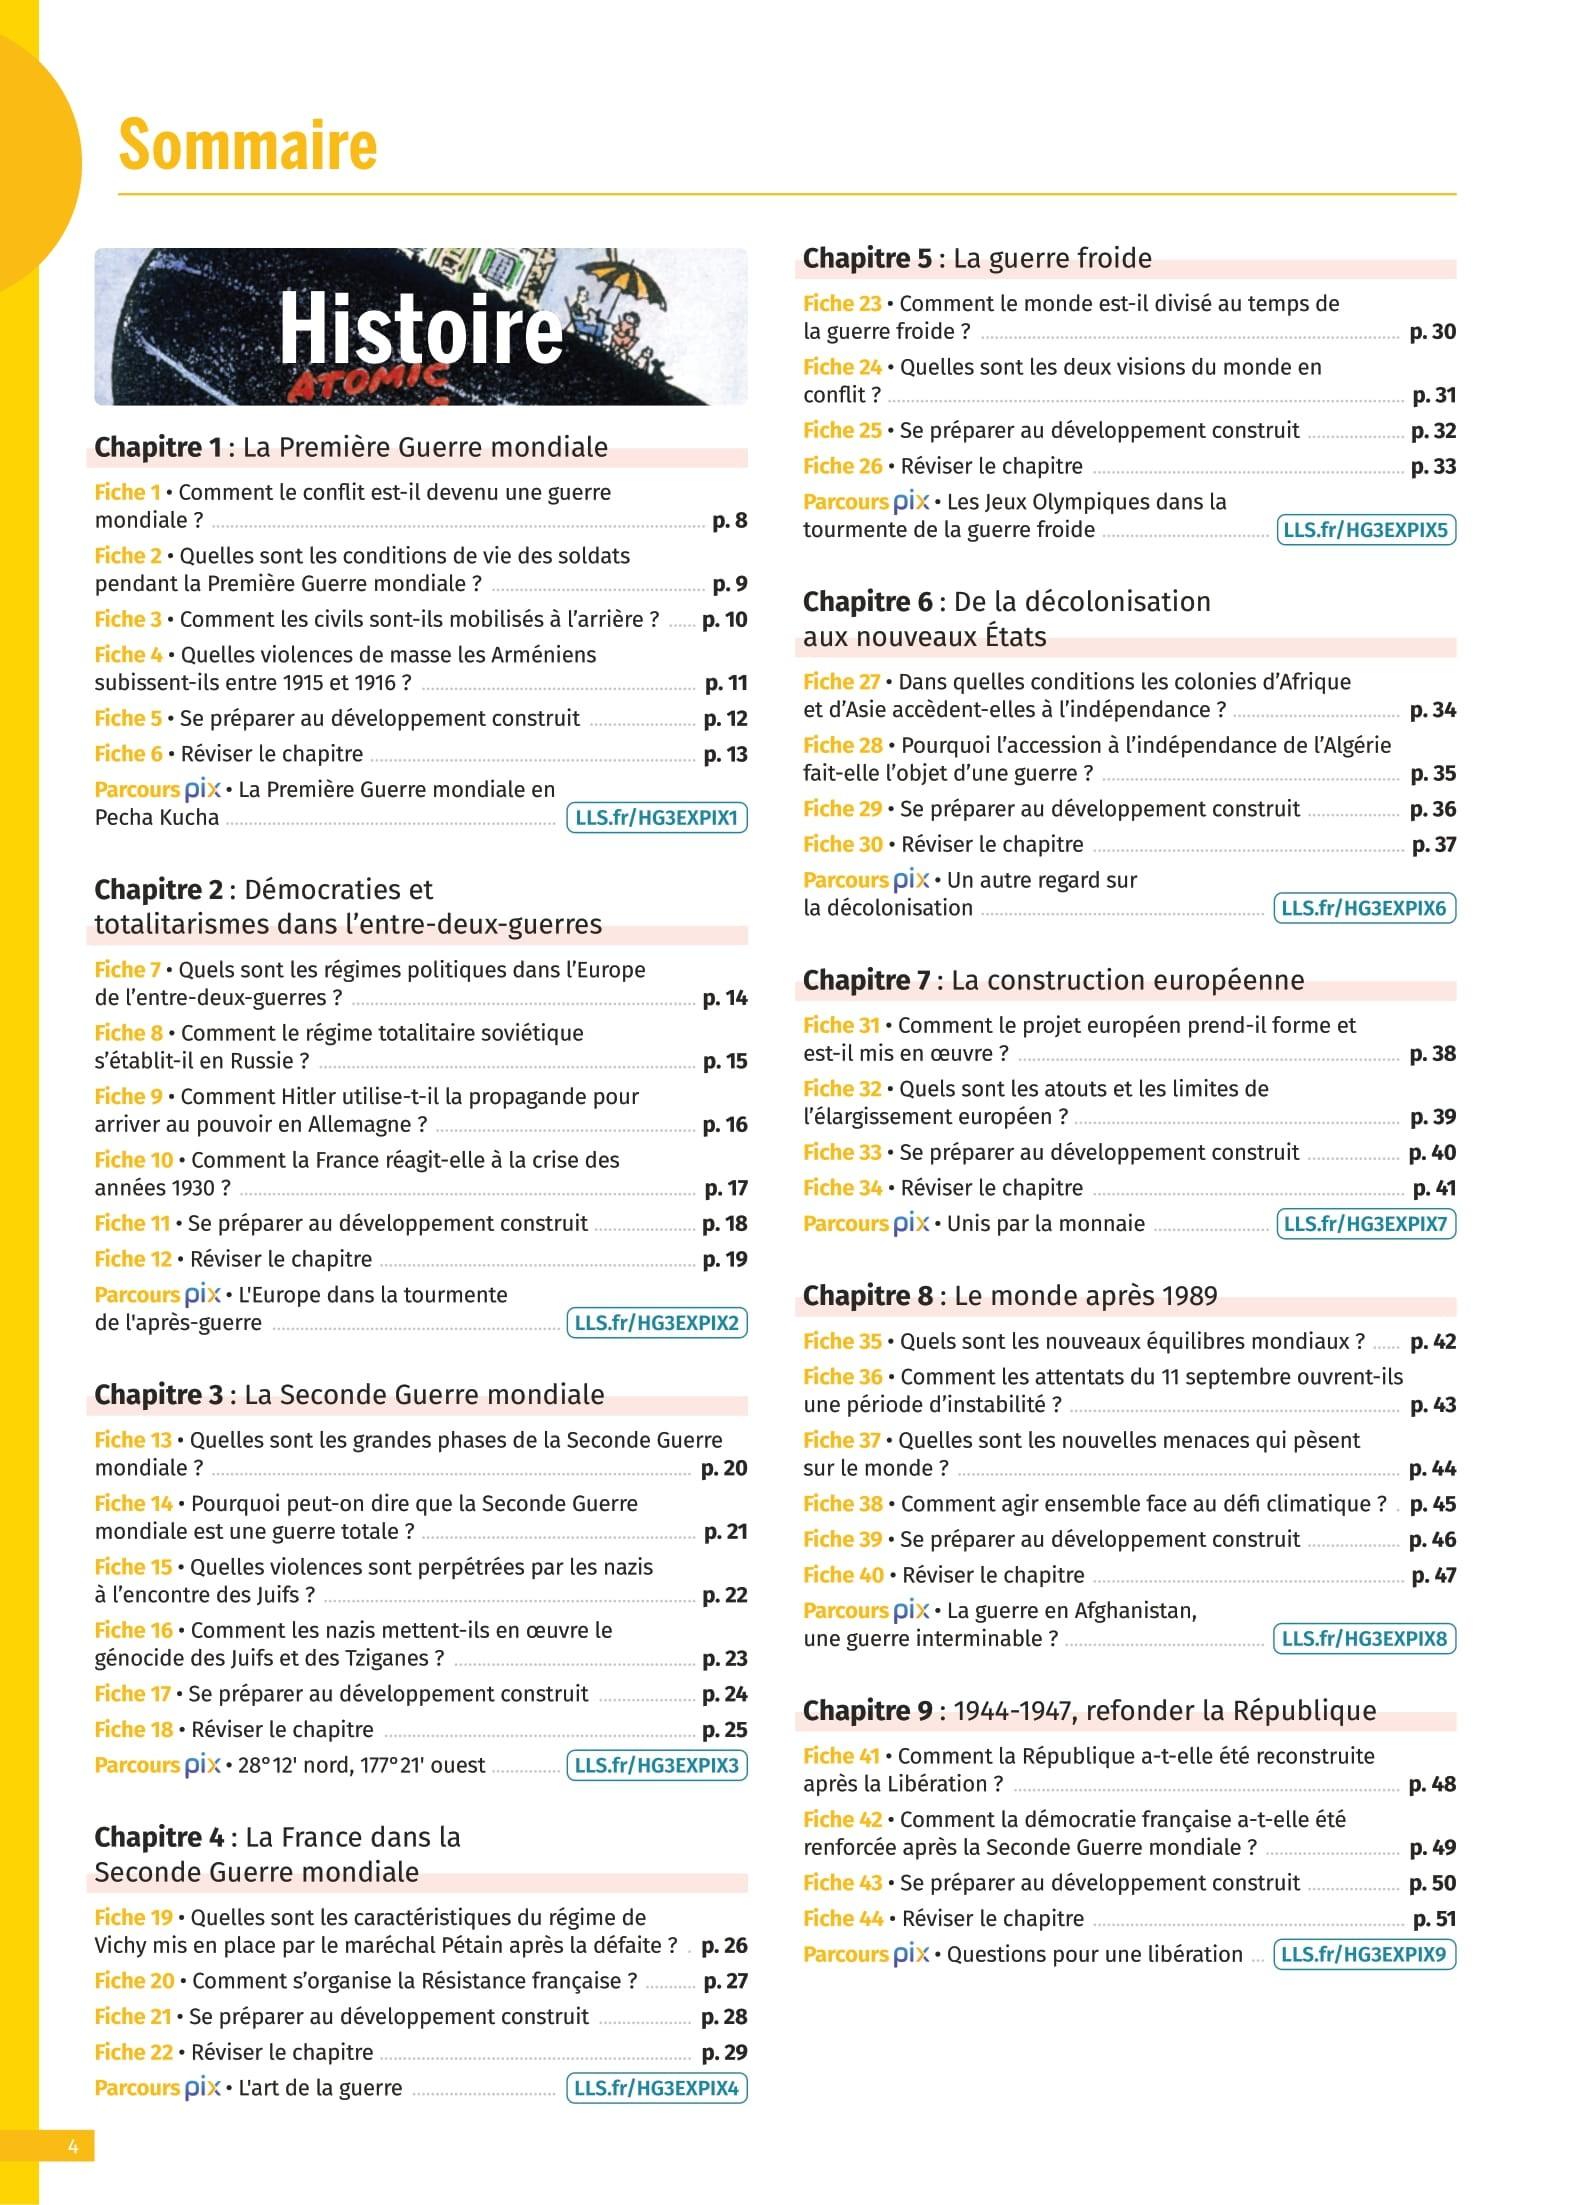 Sommaire
Histoire
ATOMIC
Chapitre 1 : La Première Guerre mondiale
Fiche 1 • Comment le conflit est-il devenu une guerre
mondiale ? p. 8
Fiche 2 • Quelles sont les conditions de vie des soldats
pendant la Première Guerre mondiale ? p. 9
Fiche 3 • Comment les civils sont-ils mobilisés à l’arrière ? p. 10
Fiche 4 • Quelles violences de masse les Arméniens
subissent-ils entre 1915 et 1916 ? p. 11
Fiche 5 • Se préparer au développement construit p. 12
Fiche 6 • Réviser le chapitre p. 13
Parcours pix • La Première Guerre mondiale en
Pecha Kucha LLS.fr/HG3EXPIX1
Chapitre 2 : Démocraties et
totalitarismes dans l’entre-deux-guerres
Fiche 7 • Quels sont les régimes politiques dans l’Europe
de l’entre-deux-guerres ? p. 14
Fiche 8 • Comment le régime totalitaire soviétique
s’établit-il en Russie ? p. 15
Fiche 9 • Comment Hitler utilise-t-il la propagande pour
arriver au pouvoir en Allemagne ? p. 16
Fiche 10 • Comment la France réagit-elle à la crise des
années 1930 ? p. 17
Fiche 11 • Se préparer au développement construit p. 18
Fiche 12 • Réviser le chapitre p. 19
Parcours pix • L'Europe dans la tourmente
de l'après-guerre LLS.fr/HG3EXPIX2
Chapitre 3 : La Seconde Guerre mondiale
Fiche 13 • Quelles sont les grandes phases de la Seconde Guerre
mondiale ? p. 20
Fiche 14 • Pourquoi peut-on dire que la Seconde Guerre
mondiale est une guerre totale ? p. 21
Fiche 15 • Quelles violences sont perpétrées par les nazis
à l’encontre des Juifs ? p. 22
Fiche 16 • Comment les nazis mettent-ils en œuvre le
génocide des Juifs et des Tziganes ? p. 23
Fiche 17 • Se préparer au développement construit p. 24
Fiche 18 • Réviser le chapitre p. 25
Parcours pix • 28°12' nord, 177°21' ouest LLS.fr/HG3EXPIX3
Chapitre 4 : La France dans la
Seconde Guerre mondiale
Fiche 19 • Quelles sont les caractéristiques du régime de
Vichy mis en place par le maréchal Pétain après la défaite ? p. 26
Fiche 20 • Comment s’organise la Résistance française ? p. 27
Fiche 21 • Se préparer au développement construit p. 28
Fiche 22 • Réviser le chapitre p. 29
Parcours pix • L'art de la guerre LLS.fr/HG3EXPIX4
Chapitre 5 : La guerre froide
Fiche 23 • Comment le monde est-il divisé au temps de
la guerre froide ? p. 30
Fiche 24 • Quelles sont les deux visions du monde en
conflit ? p. 31
Fiche 25 • Se préparer au développement construit p. 32
Fiche 26 • Réviser le chapitre p. 33
Parcours pix • Les Jeux Olympiques dans la
tourmente de la guerre froide LLS.fr/HG3EXPIX5
Chapitre 6 : De la décolonisation
aux nouveaux États
Fiche 27 • Dans quelles conditions les colonies d’Afrique
et d’Asie accèdent-elles à l’indépendance ? p. 34
Fiche 28 • Pourquoi l’accession à l’indépendance de l’Algérie
fait-elle l’objet d’une guerre ? p. 35
Fiche 29 • Se préparer au développement construit p. 36
Fiche 30 • Réviser le chapitre p. 37
Parcours pix • Un autre regard sur
la décolonisation LLS.fr/HG3EXPIX6
Chapitre 7 : La construction européenne
Fiche 31 • Comment le projet européen prend-il forme et
est-il mis en œuvre ? p. 38
Fiche 32 • Quels sont les atouts et les limites de
l’élargissement européen ? p. 39
Fiche 33 • Se préparer au développement construit p. 40
Fiche 34 • Réviser le chapitre p. 41
Parcours pix • Unis par la monnaie LLS.fr/HG3EXPIX7
Chapitre 8 : Le monde après 1989
Fiche 35 • Quels sont les nouveaux équilibres mondiaux ? p. 42
Fiche 36 • Comment les attentats du 11 septembre ouvrent-ils
une période d’instabilité ? p. 43
Fiche 37 • Quelles sont les nouvelles menaces qui pèsent
sur le monde ? p. 44
Fiche 38 • Comment agir ensemble face au défi climatique ? p. 45
Fiche 39 • Se préparer au développement construit p. 46
Fiche 40 • Réviser le chapitre p. 47
Parcours pix • La guerre en Afghanistan,
une guerre interminable ? LLS.fr/HG3EXPIX8
Chapitre 9 : 1944-1947, refonder la République
Fiche 41 • Comment la République a-t-elle été reconstruite
après la Libération ? p. 48
Fiche 42 • Comment la démocratie française a-t-elle été
renforcée après la Seconde Guerre mondiale ? p. 49
Fiche 43 • Se préparer au développement construit p. 50
Fiche 44 • Réviser le chapitre p. 51
Parcours pix • Questions pour une libération LLS.fr/HG3EXPIX9
4